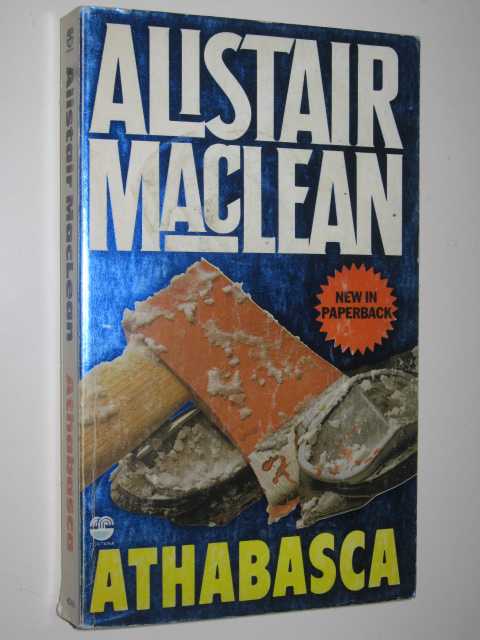 ALiSTAIR
MACLEAN
NEW IN
PAPERBACK
ATHABASCA
Alistair MacLean Athabasca